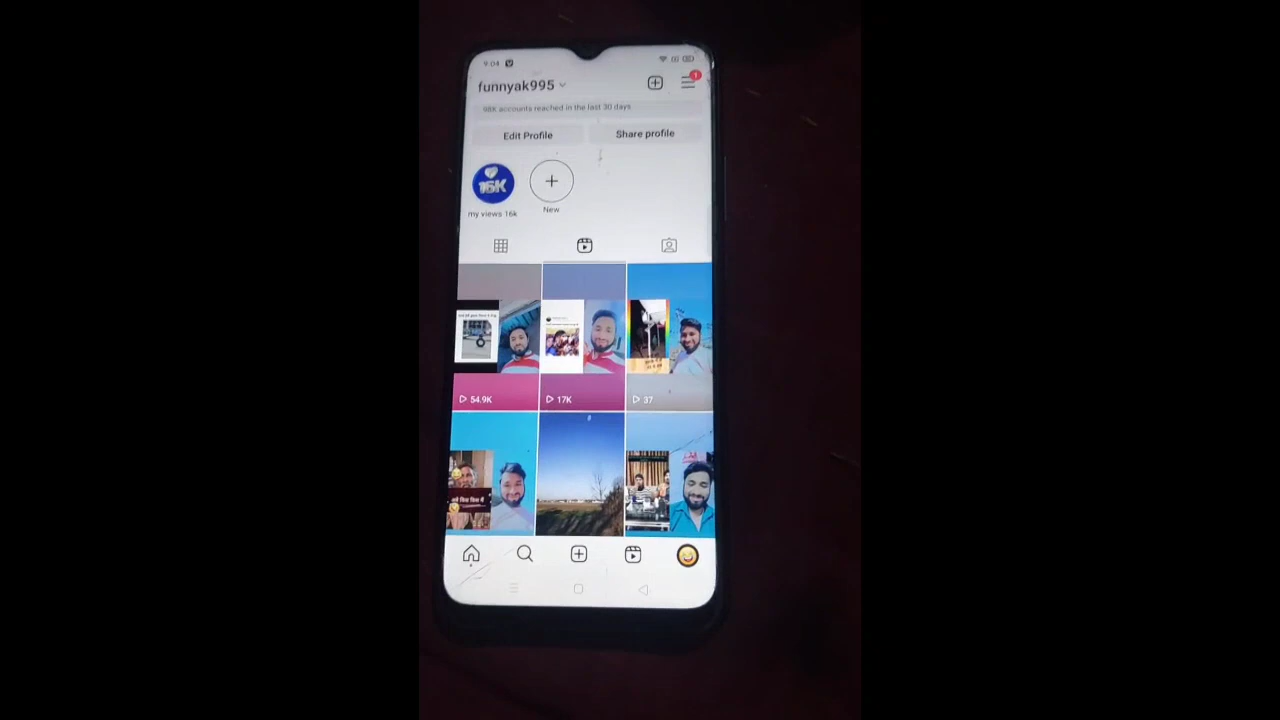 9:04
funnyak995
1
98K accounts reached in the last 30 days
Edit Profile
Share profile
16K
my views 16k
New
54.9K
17K
37